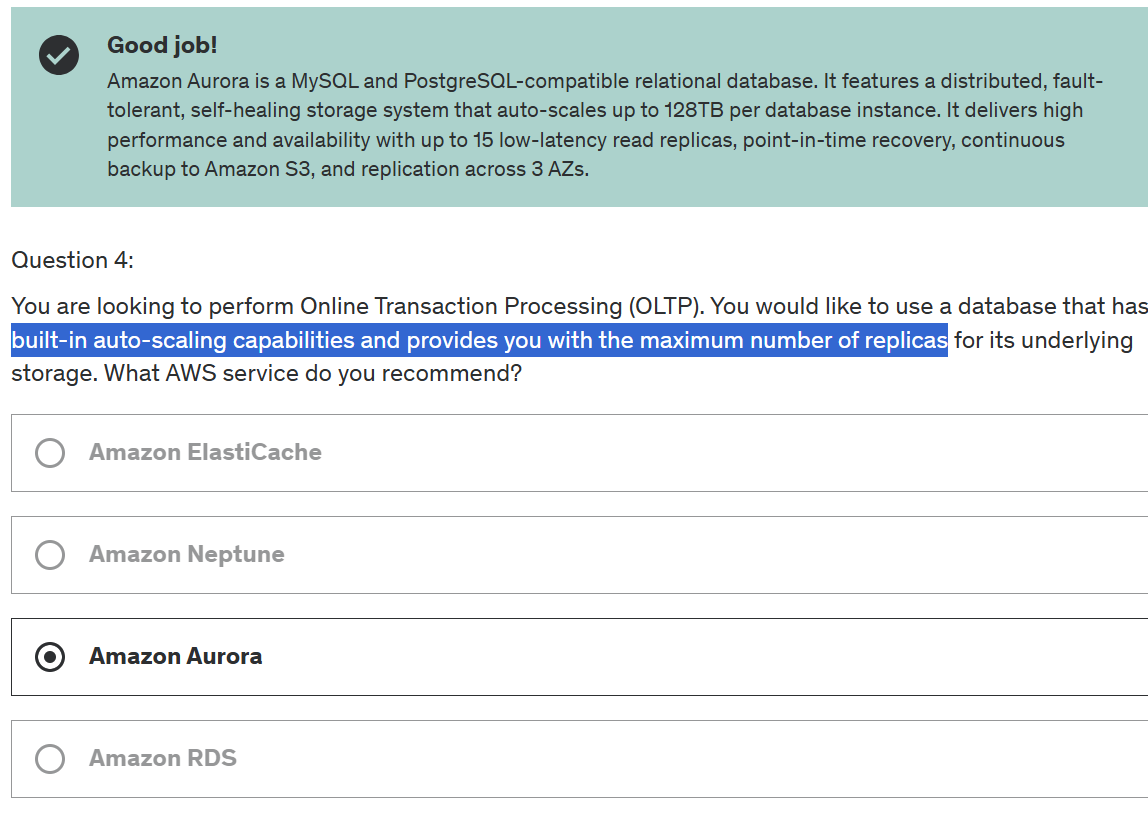 Good job!
Amazon Aurora is a MySQL and PostgreSQL-compatible relational database. It features a distributed, fault-
tolerant, self-healing storage system that auto-scales up to 128TB per database instance. It delivers high
performance and availability with up to 15 low-latency read replicas, point-in-time recovery, continuous
backup to Amazon S3, and replication across 3 AZs.
Question 4:
You are looking to perform Online Transaction Processing (OLTP). You would like to use a database that has
built-in auto-scaling capabilities and provides you with the maximum number of replicas for its underlying
storage. What AWS service do you recommend?
Amazon ElastiCache
Amazon Neptune
Amazon Aurora
Amazon RDS